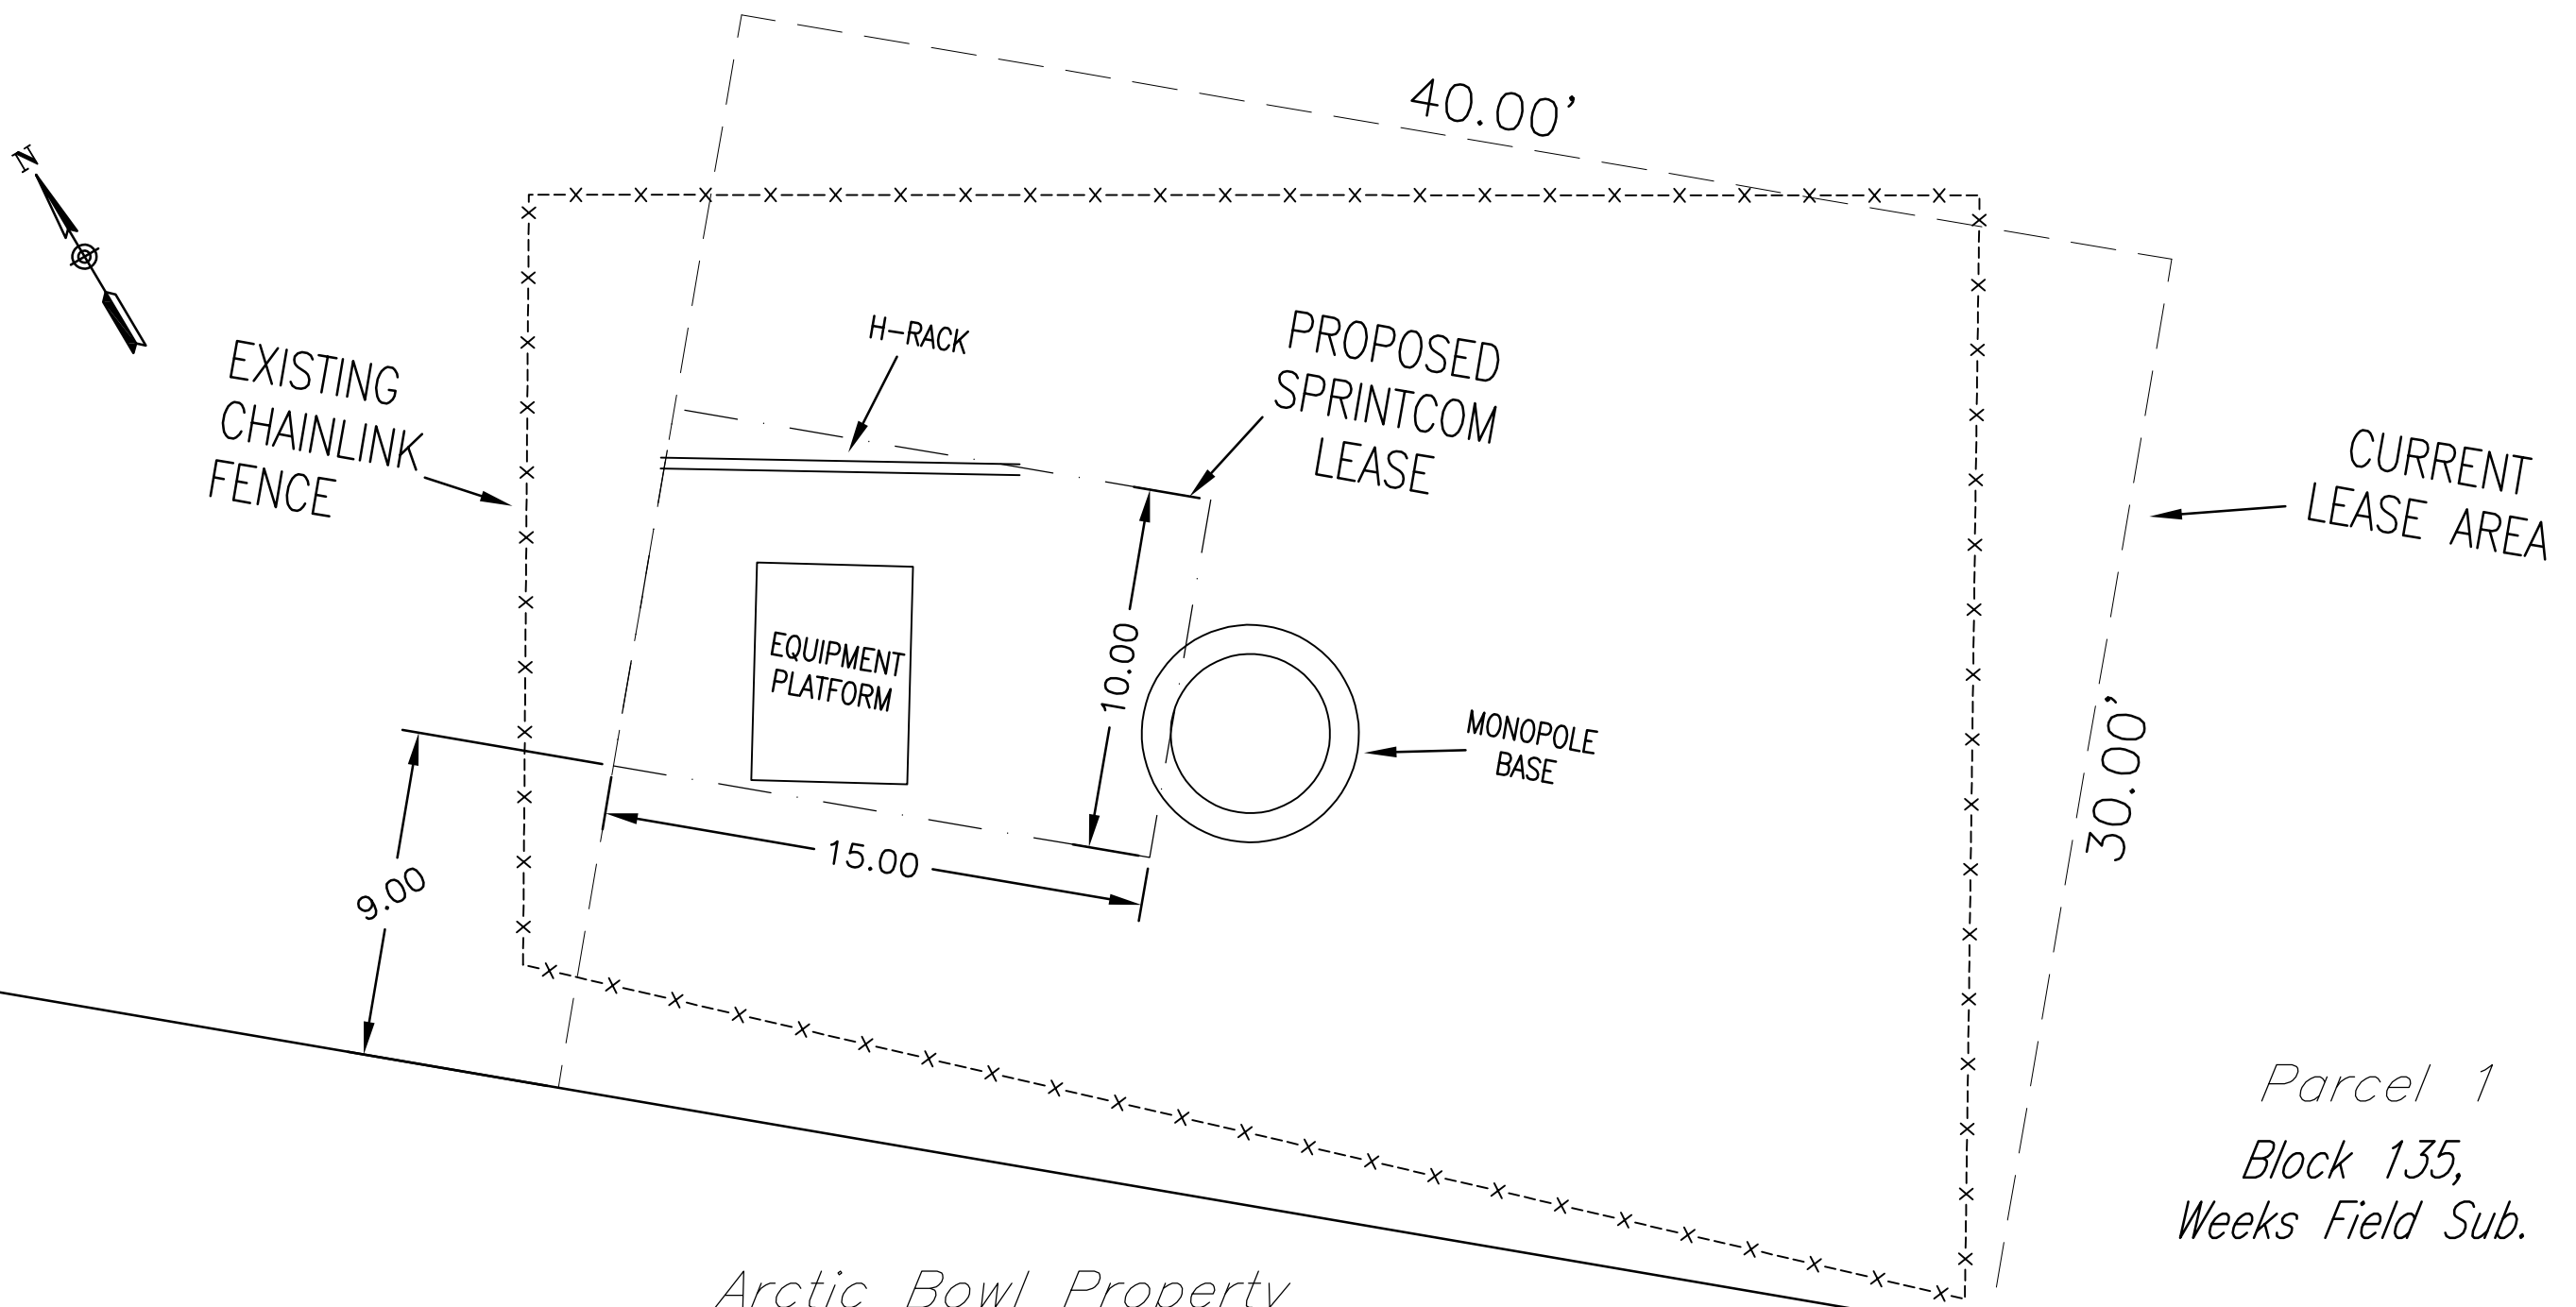 40.00'
N
H-RACK
PROPOSED
SPRINTCOM
LEASE
EXISTING
CHAINLINK
FENCE
CURRENT
LEASE AREA
EQUIPMENT
PLATFORM
10.00
MONOPOLE
BASE
30.00'
15.00
9.00
Parcel 1
Block 135,
Weeks Field Sub.
Arctic Bowl Property